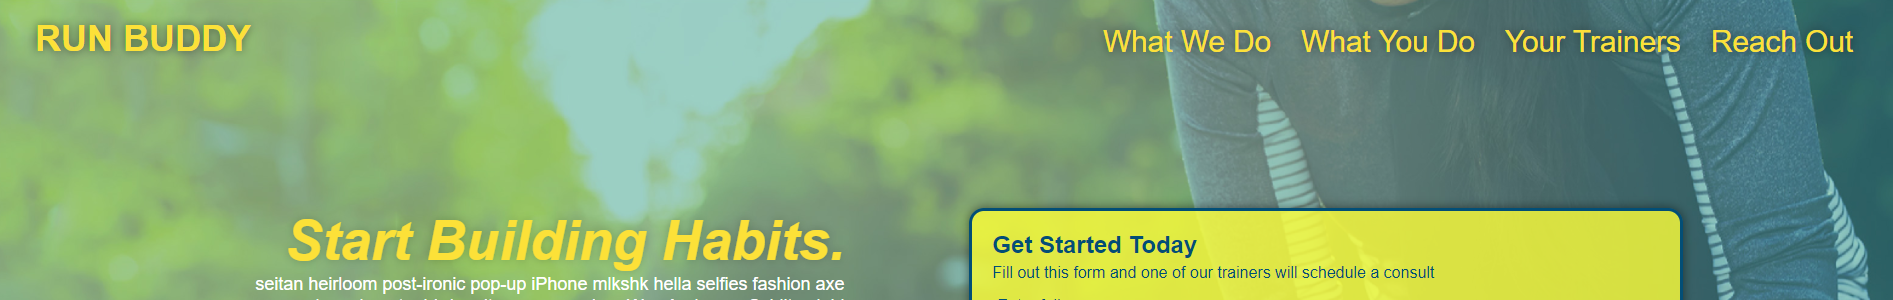 RUN BUDDY
What We Do What You Do Your Trainers Reach Out
Start Building Habits.
seitan heirloom post-ironic pop-up iPhone mlkshk hella selfies fashion axe
Get Started Today
Fill out this form and one of our trainers will schedule a consult